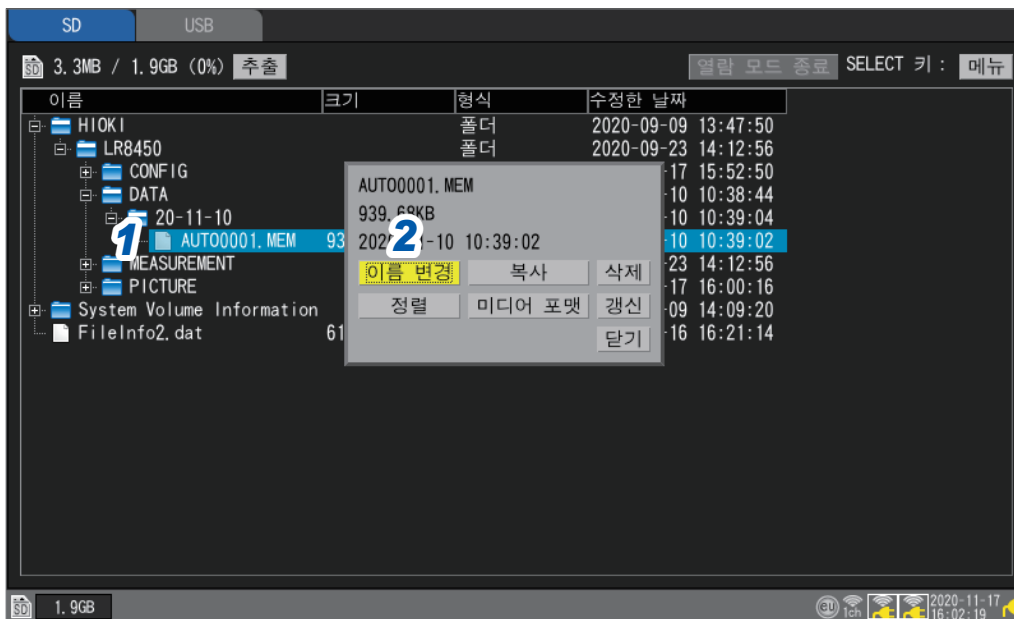 SD USB
SD 3.3MB / 1.9GB (0%) 추출 열람 모드 종료 SELECT 키 : 메뉴
이름 크기 형식 수정한 날짜
HIOKI 폴더 2020-09-09 13:47:50
LR8450 폴더 2020-09-23 14:12:56
CONFIG -17 15:52:50
DATA -10 10:38:44
20-11-10 -10 10:39:04
1 AUTO0001.MEM 93 -10 10:39:02
MEASUREMENT -23 14:12:56
PICTURE -17 16:00:16
System Volume Information -09 14:09:20
FileInfo2.dat 61 -16 16:21:14
AUTO0001.MEM
939.68KB
2 -10 10:39:02
이름 변경 복사 삭제
정렬 미디어 포맷 갱신
닫기
SD 1.9GB eu 1ch 2020-11-17
16:02:19